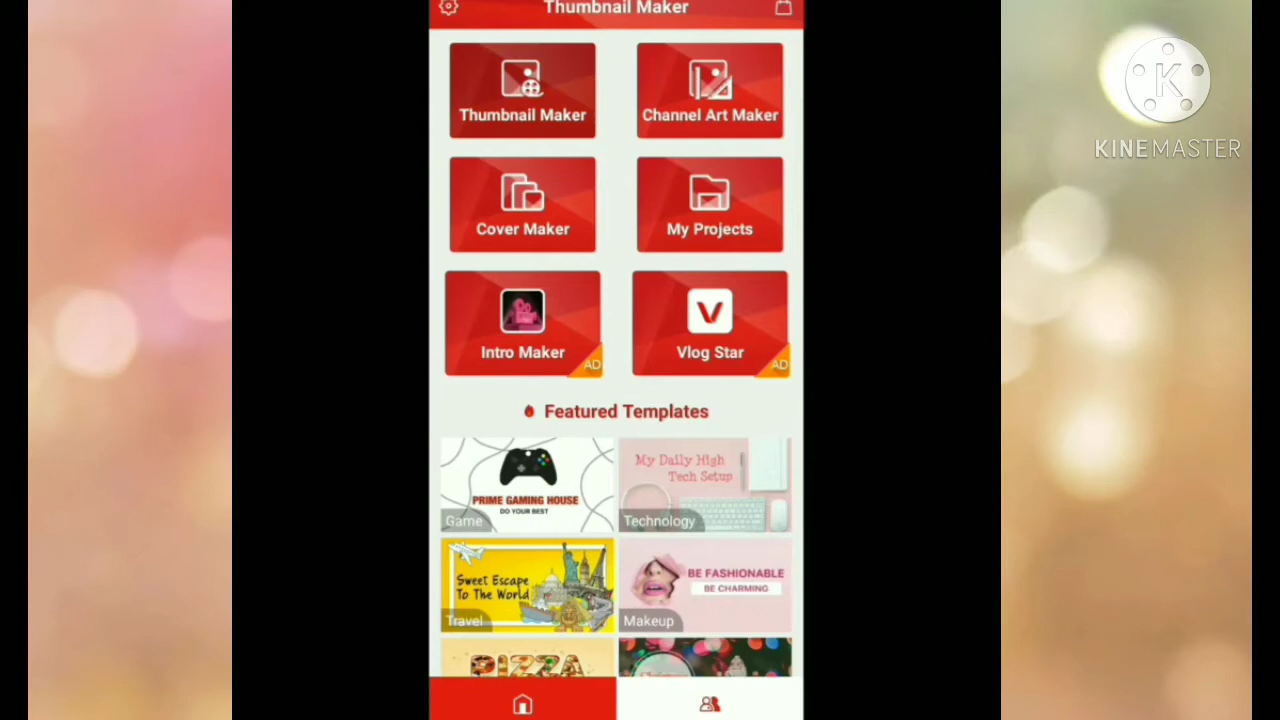 Thumbnail Maker
Thumbnail Maker
Channel Art Maker
Cover Maker
My Projects
Intro Maker
AD
Vlog Star
AD
Featured Templates
PRIME GAMING HOUSE
DO YOUR BEST
Game
My Daily High
Tech Setup
Technology
Sweet Escape
To The World
Travel
BE FASHIONABLE
BE CHARMING
Makeup
PIZZA
K
KINEMASTER